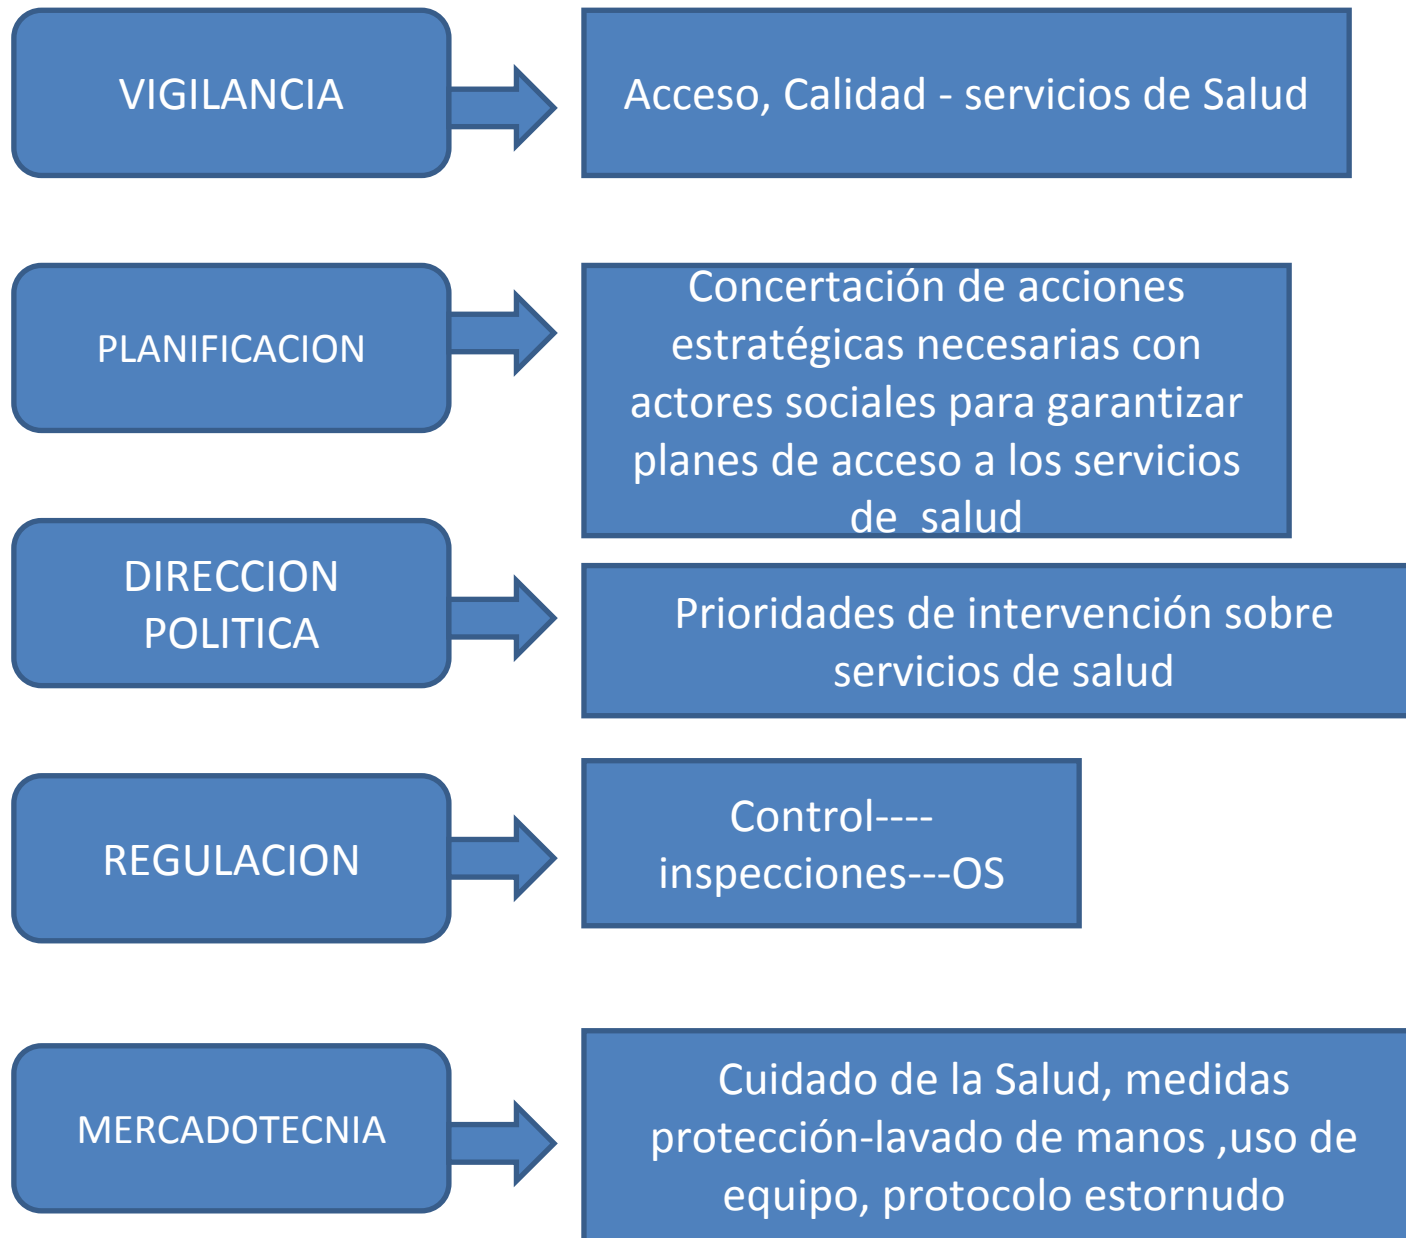 VIGILANCIA
Acceso, Calidad - servicios de Salud
PLANIFICACION
Concertación de acciones
estratégicas necesarias con
actores sociales para garantizar
planes de acceso a los servicios
de  salud
DIRECCION
POLITICA
Prioridades de intervención sobre
servicios de salud
REGULACION
Control----
inspecciones---OS
MERCADOTECNIA
Cuidado de la Salud, medidas
protección-lavado de manos ,uso de
equipo, protocolo estornudo